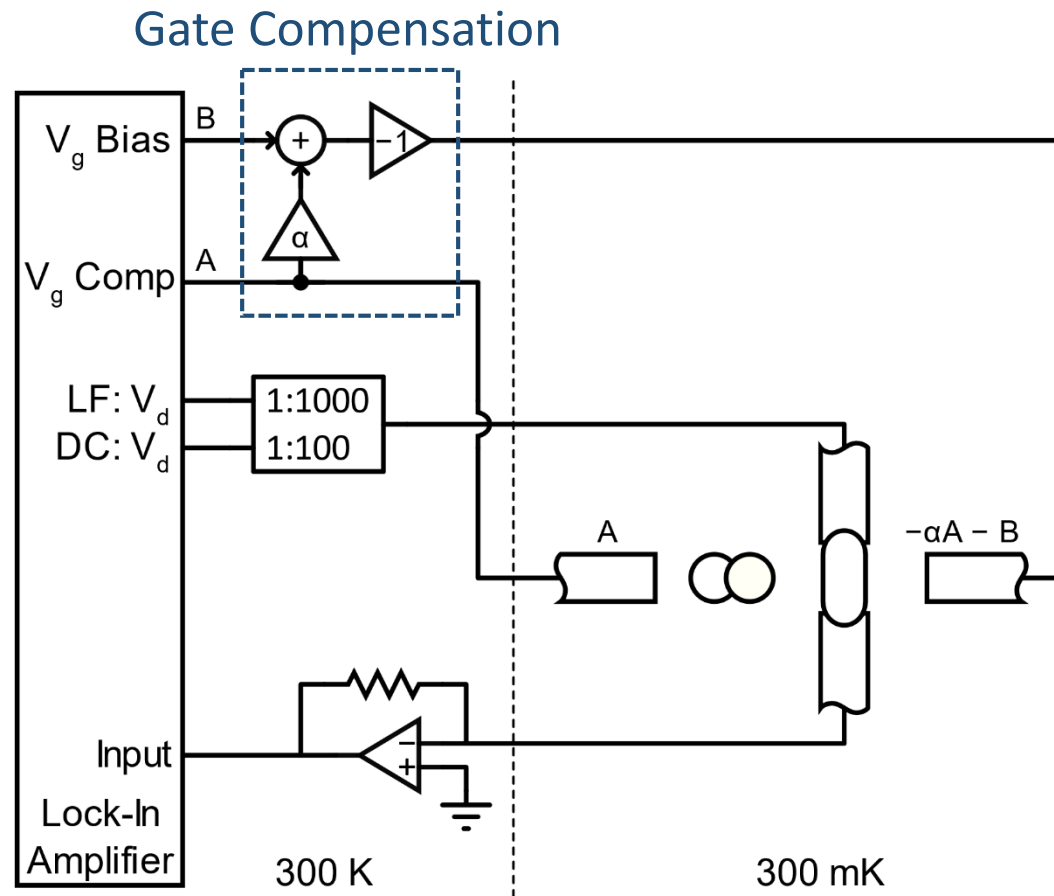 Gate Compensation
Vg Bias
B
+
−1
α
Vg Comp
A
LF: Vd
1:1000
DC: Vd
1:100
A
−αA − B
Input
−
+
Lock-In
Amplifier
300 K
300 mK